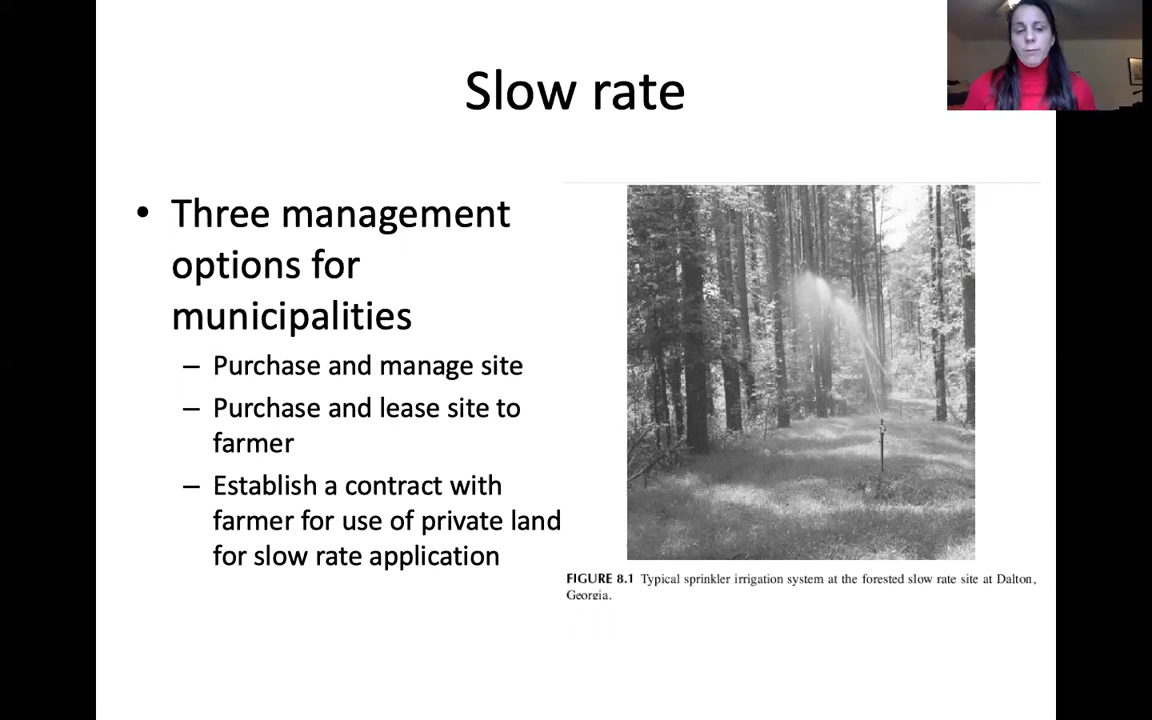 Slow rate
• Three management
options for
municipalities
– Purchase and manage site
– Purchase and lease site to
farmer
– Establish a contract with
farmer for use of private land
for slow rate application
FIGURE 8.1 Typical sprinkler irrigation system at the forested slow rate site at Dalton,
Georgia.